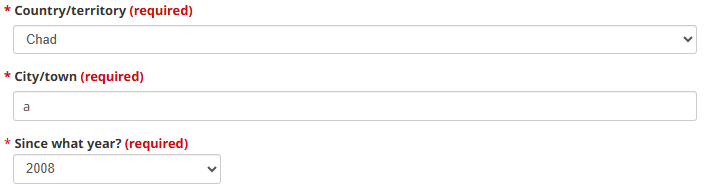 * Country/territory (required)
Chad
* City/town (required)
a
* Since what year? (required)
2008